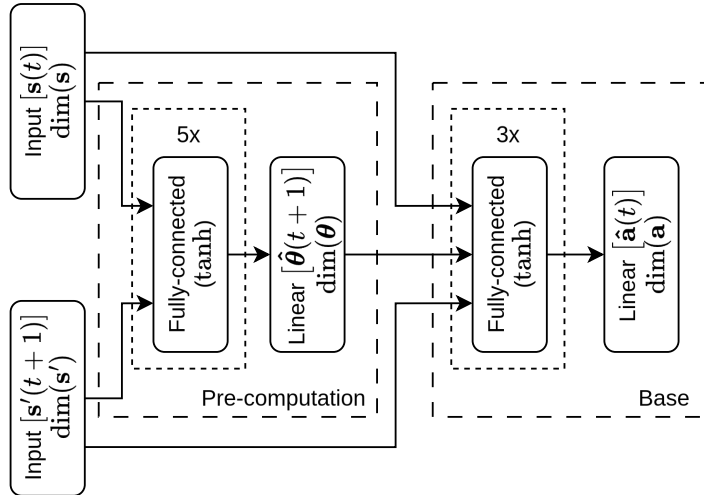 Input [𝐬(t)]
dim(𝐬)
Input [𝐬′(t + 1)]
dim(𝐬′)
5x
Fully-connected
(tanh)
Linear [𝛉̂(t + 1)]
dim(𝛉)
Pre-computation
3x
Fully-connected
(tanh)
Linear [𝐚̂(t)]
dim(𝐚)
Base